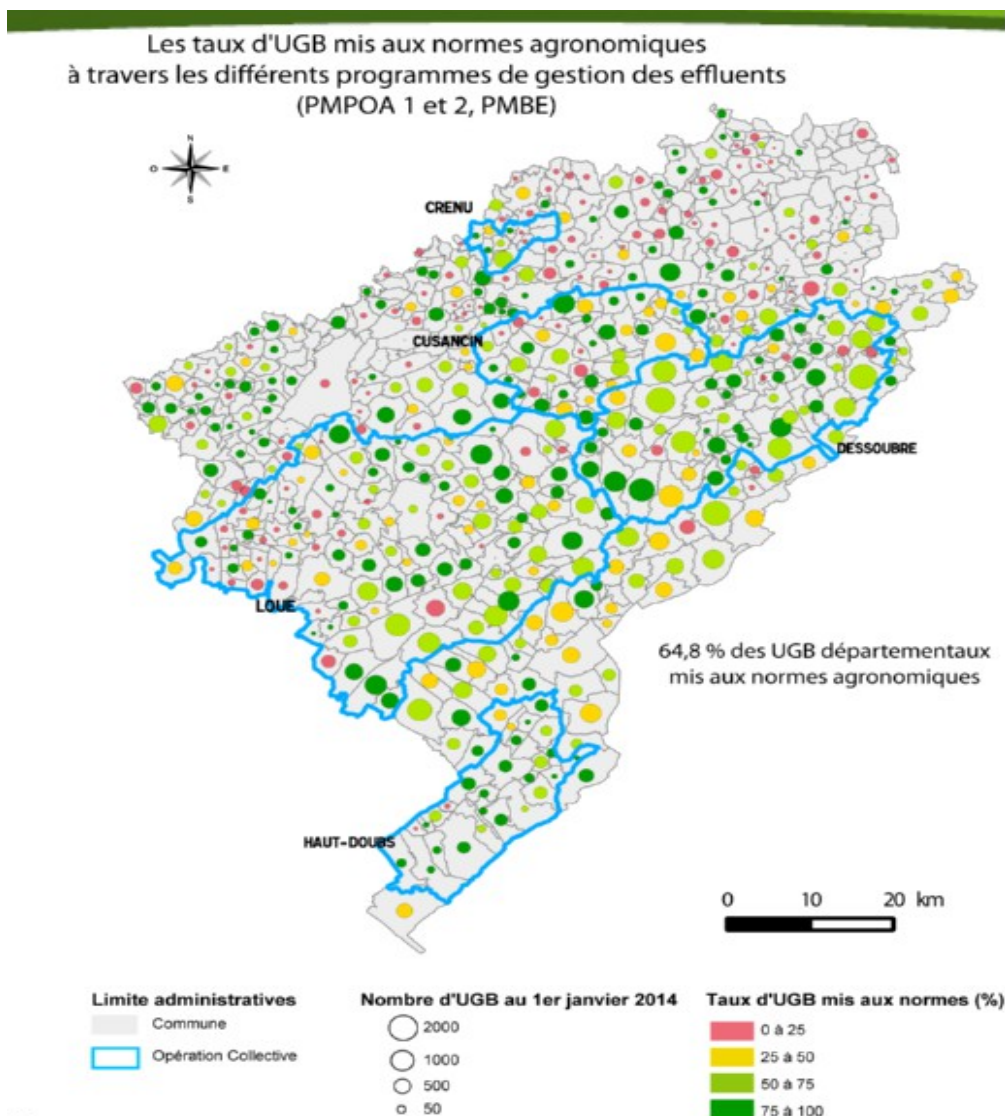 Les taux d'UGB mis aux normes agronomiques
à travers les différents programmes de gestion des effluents
(PMPOA 1 et 2, PMBE)
N
O
E
S
CRENU
CUSANCIN
DESSOUBRE
LOUE
64,8 % des UGB départementaux
mis aux normes agronomiques
HAUT-DOUBS
0 10 20 km
Limite administratives
Commune
Opération Collective
Nombre d'UGB au 1er janvier 2014
2000
1000
500
50
Taux d'UGB mis aux normes (%)
0 à 25
25 à 50
50 à 75
75 à 100